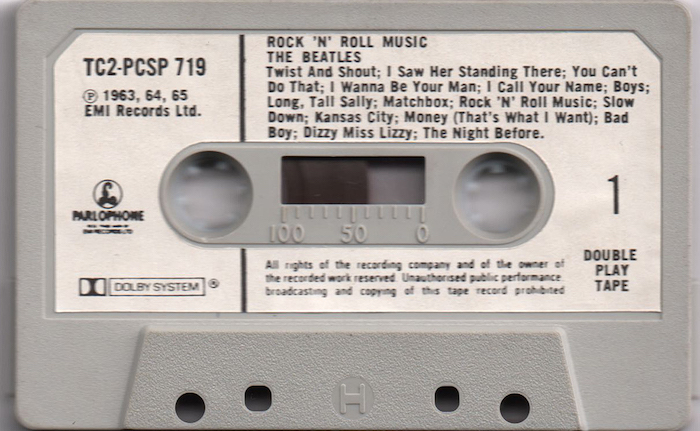 TC2-PCSP 719
Ⓟ 1963, 64, 65
EMI Records Ltd.
PARLOPHONE
DOLBY SYSTEM ®
ROCK 'N' ROLL MUSIC
THE BEATLES
Twist And Shout; I Saw Her Standing There; You Can't
Do That; I Wanna Be Your Man; I Call Your Name; Boys;
Long, Tall Sally; Matchbox; Rock 'N' Roll Music; Slow
Down; Kansas City; Money (That's What I Want); Bad
Boy; Dizzy Miss Lizzy; The Night Before.
100 50 0
1
All rights of the recording company and of the owner of
the recorded work reserved. Unauthorised public performance
broadcasting and copying of this tape record prohibited
DOUBLE
PLAY
TAPE
H